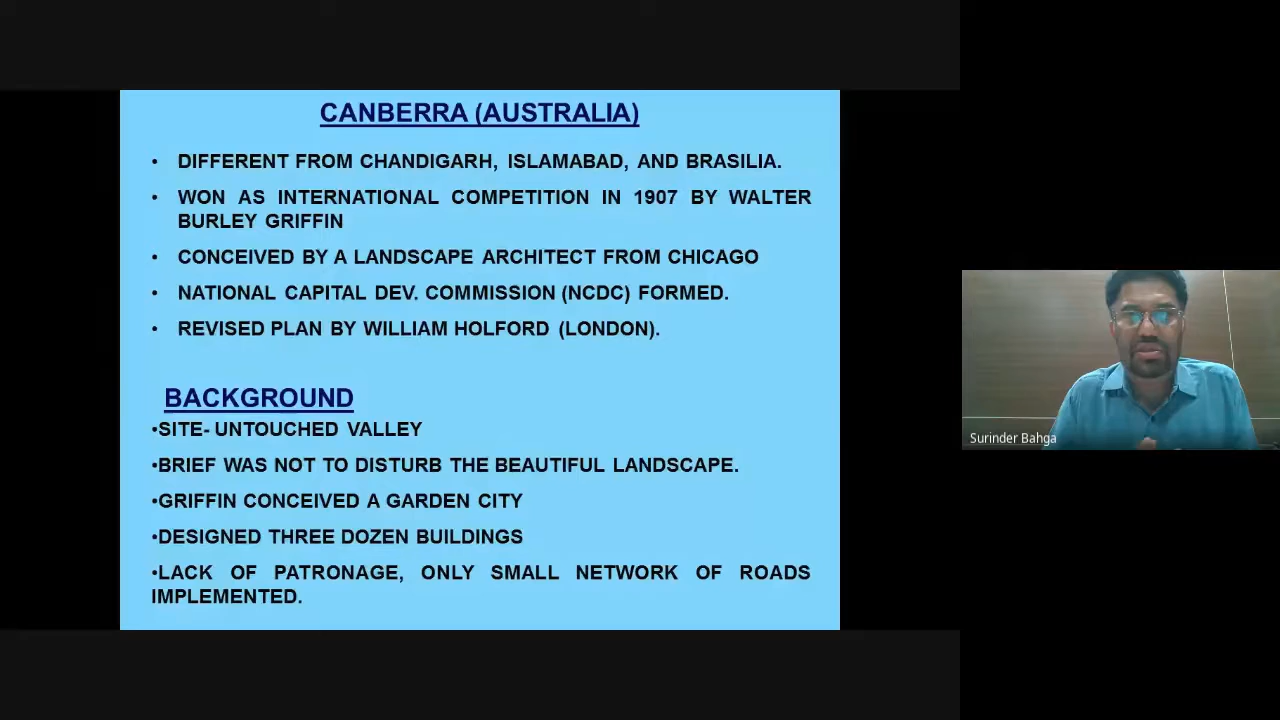 CANBERRA (AUSTRALIA)
• DIFFERENT FROM CHANDIGARH, ISLAMABAD, AND BRASILIA.
• WON AS INTERNATIONAL COMPETITION IN 1907 BY WALTER
BURLEY GRIFFIN
• CONCEIVED BY A LANDSCAPE ARCHITECT FROM CHICAGO
• NATIONAL CAPITAL DEV. COMMISSION (NCDC) FORMED.
• REVISED PLAN BY WILLIAM HOLFORD (LONDON).
BACKGROUND
•SITE- UNTOUCHED VALLEY
•BRIEF WAS NOT TO DISTURB THE BEAUTIFUL LANDSCAPE.
•GRIFFIN CONCEIVED A GARDEN CITY
•DESIGNED THREE DOZEN BUILDINGS
•LACK OF PATRONAGE, ONLY SMALL NETWORK OF ROADS
IMPLEMENTED.
Surinder Bahga